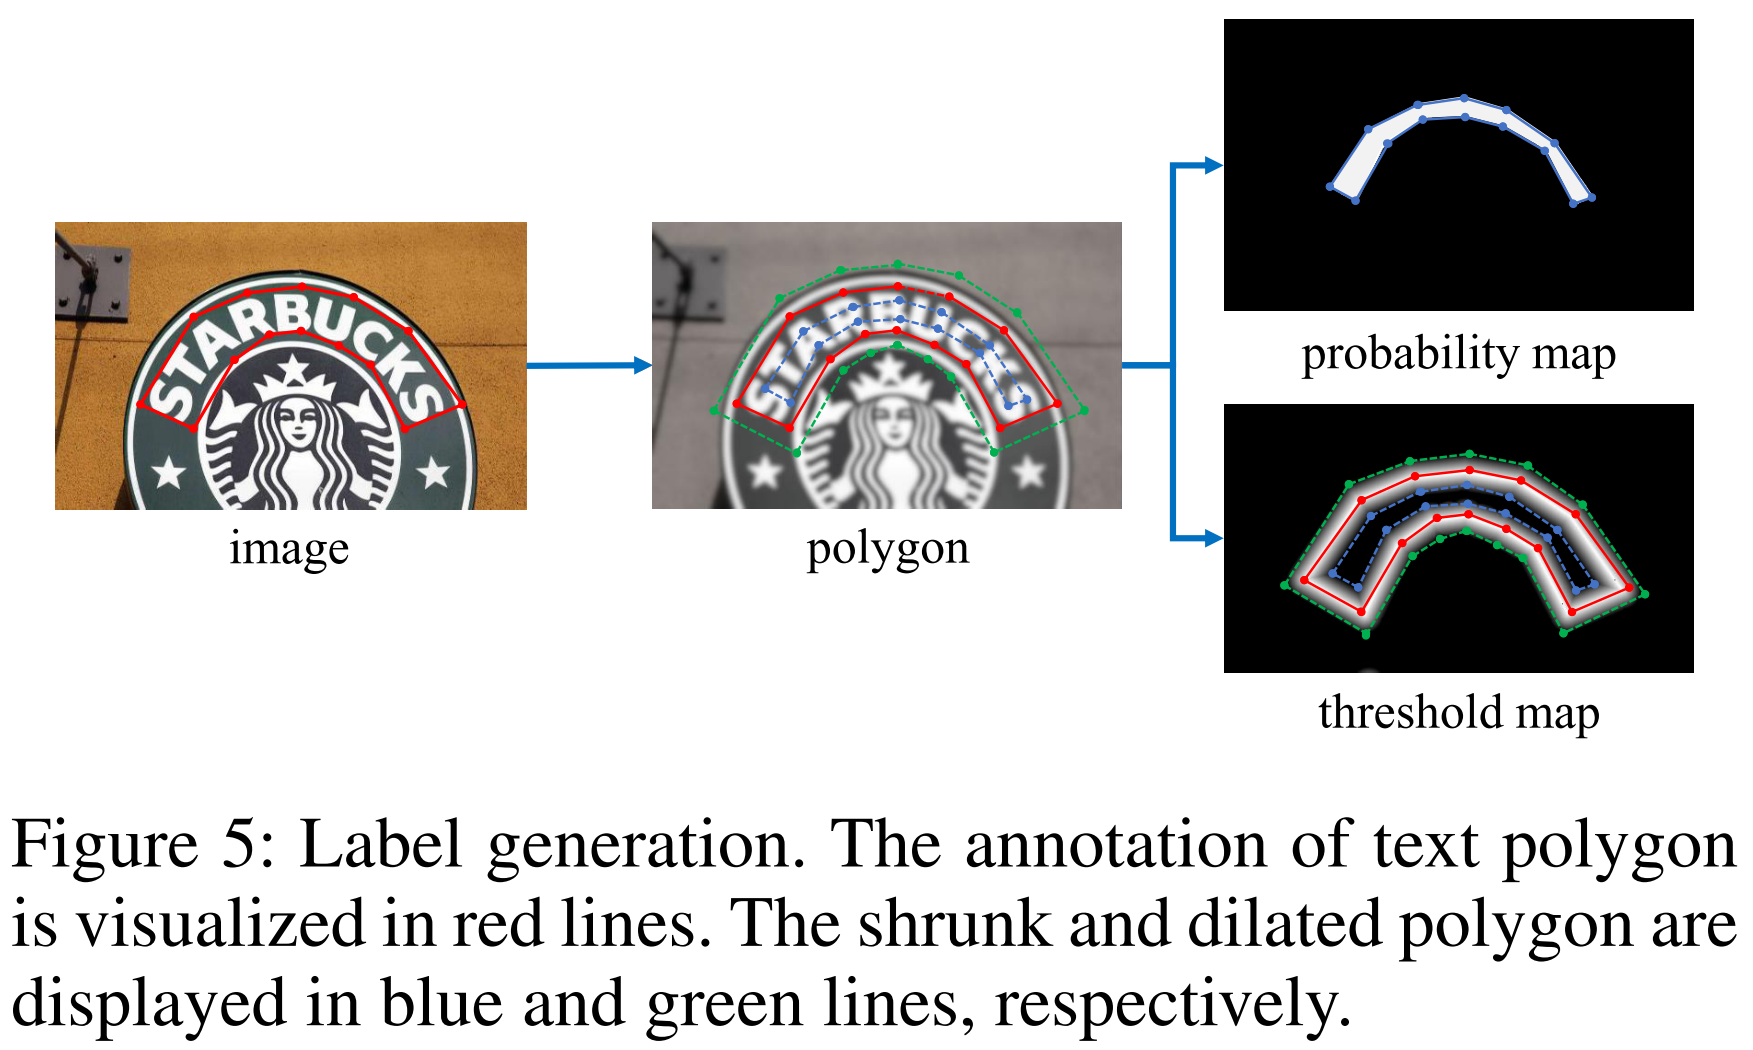 STARBUCKS
STARBUCKS
image
polygon
probability map
threshold map
Figure 5: Label generation. The annotation of text polygon
is visualized in red lines. The shrunk and dilated polygon are
displayed in blue and green lines, respectively.